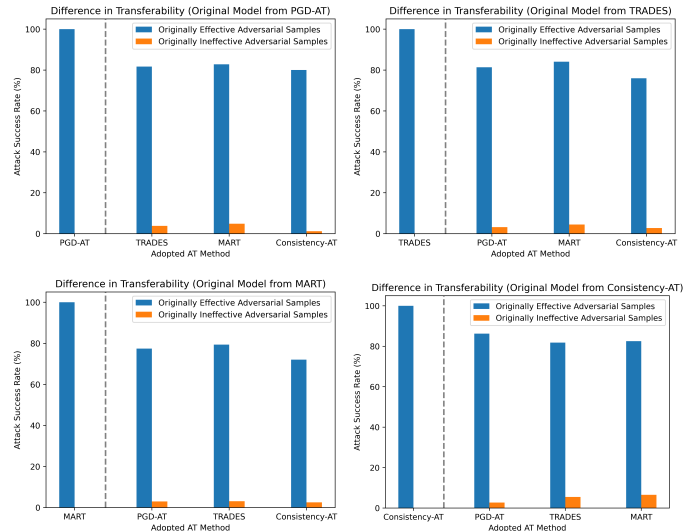 Difference in Transferability (Original Model from PGD-AT)
Attack Success Rate (%)
100
80
60
40
20
0
Originally Effective Adversarial Samples
Originally Ineffective Adversarial Samples
PGD-AT
TRADES
MART
Consistency-AT
Adopted AT Method
Difference in Transferability (Original Model from TRADES)
Attack Success Rate (%)
100
80
60
40
20
0
Originally Effective Adversarial Samples
Originally Ineffective Adversarial Samples
TRADES
PGD-AT
MART
Consistency-AT
Adopted AT Method
Difference in Transferability (Original Model from MART)
Attack Success Rate (%)
100
80
60
40
20
0
Originally Effective Adversarial Samples
Originally Ineffective Adversarial Samples
MART
PGD-AT
TRADES
Consistency-AT
Adopted AT Method
Difference in Transferability (Original Model from Consistency-AT)
Attack Success Rate (%)
100
80
60
40
20
0
Originally Effective Adversarial Samples
Originally Ineffective Adversarial Samples
Consistency-AT
PGD-AT
TRADES
MART
Adopted AT Method